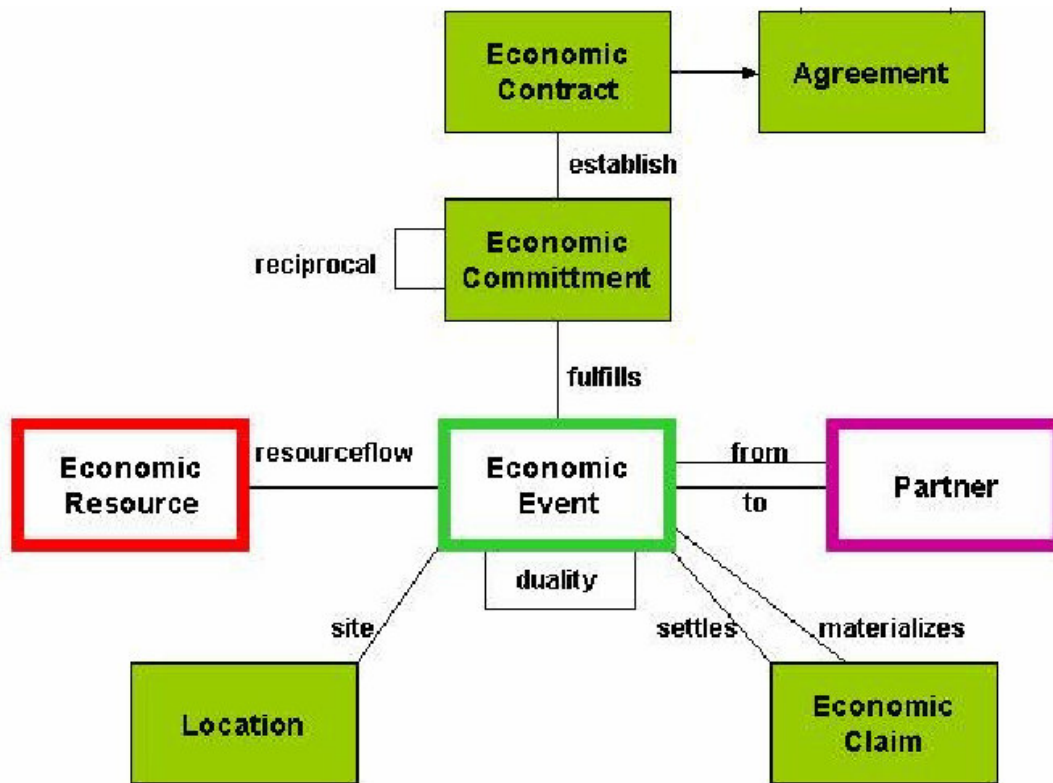 Economic
Contract
Agreement
establish
reciprocal
Economic
Committment
fulfills
Economic
Resource
resourceflow
Economic
Event
from
to
Partner
duality
site
settles
materializes
Location
Economic
Claim